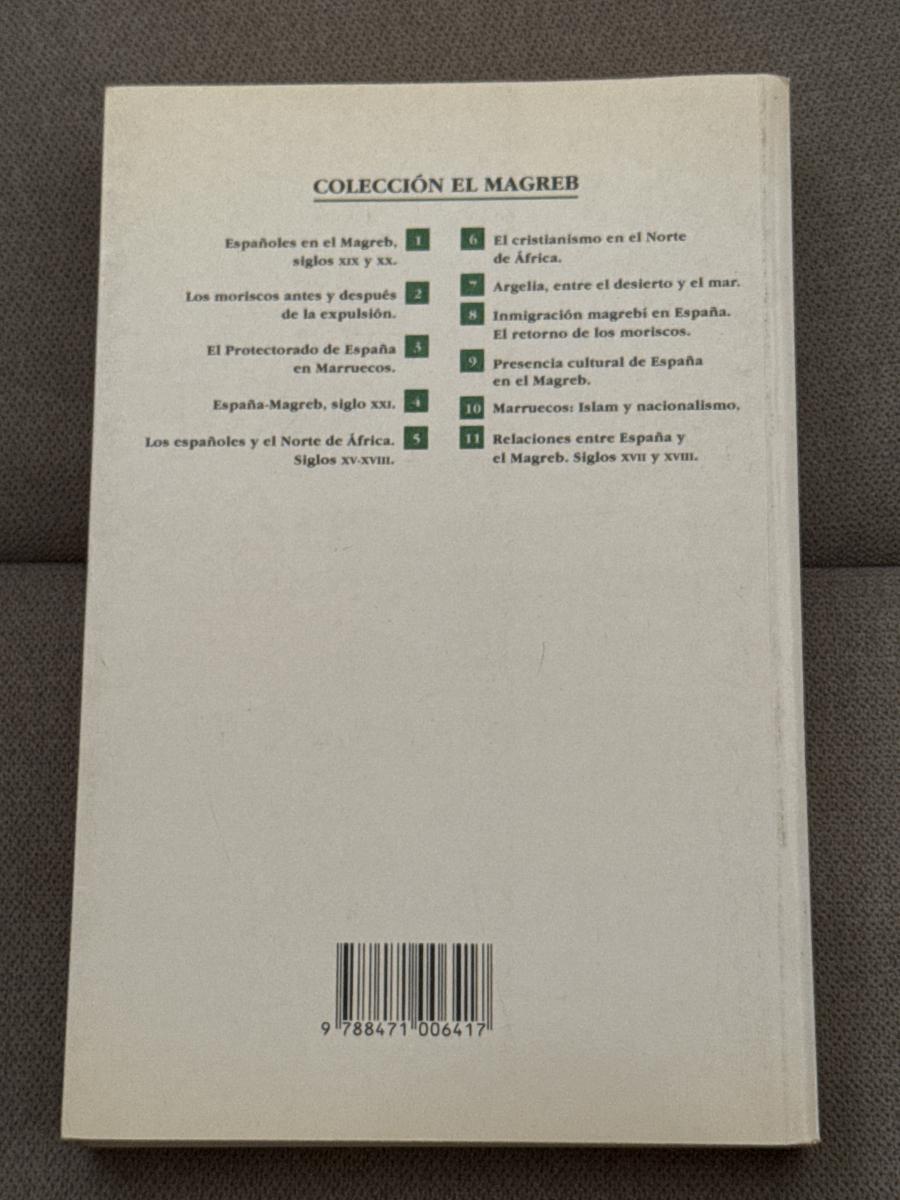 COLECCIÓN EL MAGREB
Españoles en el Magreb, 1
siglos XIX y XX.
Los moriscos antes y después 2
de la expulsión.
El Protectorado de España 3
en Marruecos.
España-Magreb, siglo XXI. 4
Los españoles y el Norte de África. 5
Siglos XV-XVIII.
6 El cristianismo en el Norte
de África.
7 Argelia, entre el desierto y el mar.
8 Inmigración magrebí en España.
El retorno de los moriscos.
9 Presencia cultural de España
en el Magreb.
10 Marruecos: Islam y nacionalismo.
11 Relaciones entre España y
el Magreb. Siglos XVII y XVIII.
9 788471 006417